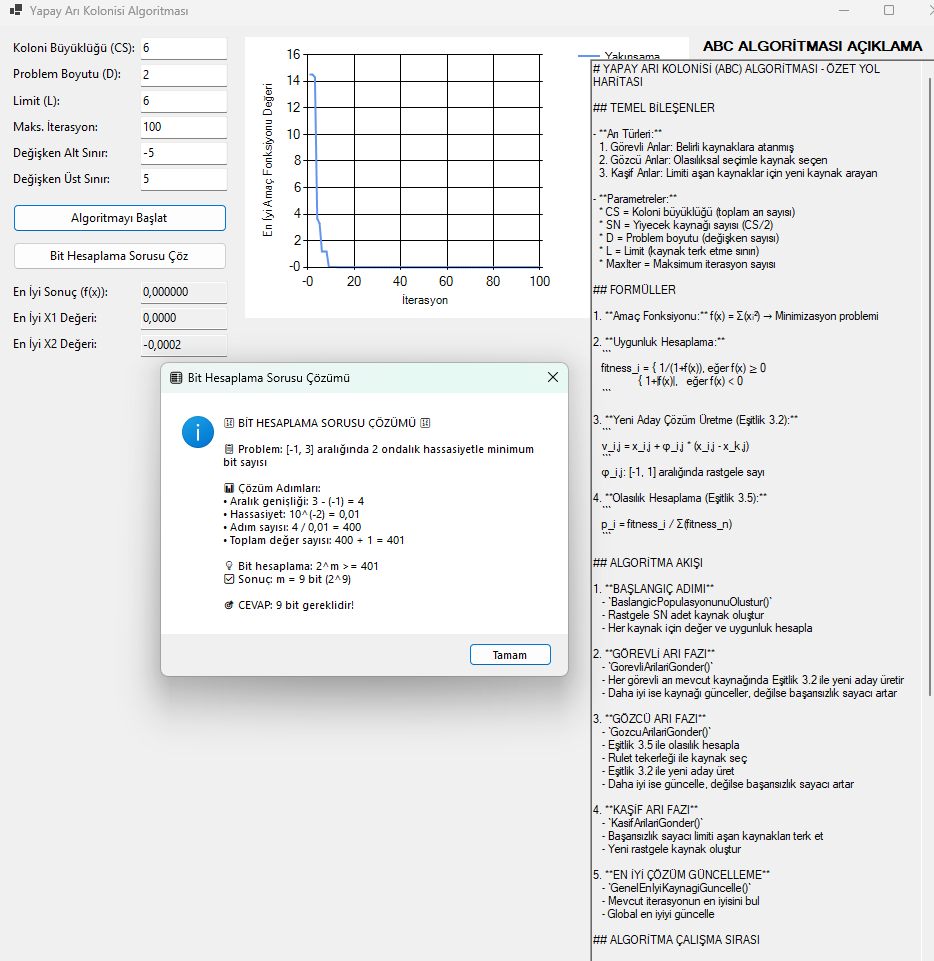 Yapay Arı Kolonisi Algoritması
Koloni Büyüklüğü (CS): 6
Problem Boyutu (D): 2
Limit (L): 6
Maks. İterasyon: 100
Değişken Alt Sınır: -5
Değişken Üst Sınır: 5
Algoritmayı Başlat
Bit Hesaplama Sorusu Çöz
En İyi Sonuç (f(x)): 0,000000
En İyi X1 Değeri: 0,0000
En İyi X2 Değeri: -0,0002
En İyi Amaç Fonksiyonu Değeri
16
14
12
10
8
6
4
2
-0
-0 20 40 60 80 100
İterasyon
Yakınsama
ABC ALGORİTMASI AÇIKLAMA
# YAPAY ARI KOLONİSİ (ABC) ALGORİTMASI - ÖZET YOL
HARİTASI
## TEMEL BİLEŞENLER
- **Arı Türleri:**
1. Görevli Arılar: Belirli kaynaklara atanmış
2. Gözcü Arılar: Olasılıksal seçimle kaynak seçen
3. Kaşif Arılar: Limiti aşan kaynaklar için yeni kaynak arayan
- **Parametreler:**
* CS = Koloni büyüklüğü (toplam arı sayısı)
* SN = Yiyecek kaynağı sayısı (CS/2)
* D = Problem boyutu (değişken sayısı)
* L = Limit (kaynak terk etme sınırı)
* MaxIter = Maksimum iterasyon sayısı
## FORMÜLLER
1. **Amaç Fonksiyonu:** f(x) = Σ(xᵢ²) → Minimizasyon problemi
2. **Uygunluk Hesaplama:**
```
fitness_i = { 1/(1+f(x)), eğer f(x) ≥ 0
{ 1+|f(x)|, eğer f(x) < 0
```
3. **Yeni Aday Çözüm Üretme (Eşitlik 3.2):**
```
v_i,j = x_i,j + φ_i,j * (x_i,j - x_k,j)
```
φ_i,j: [-1, 1] aralığında rastgele sayı
4. **Olasılık Hesaplama (Eşitlik 3.5):**
```
p_i = fitness_i / Σ(fitness_n)
```
## ALGORİTMA AKIŞI
1. **BAŞLANGIÇ ADIMI**
- `BaslangicPopulasyonunuOlustur()`
- Rastgele SN adet kaynak oluştur
- Her kaynak için değer ve uygunluk hesapla
2. **GÖREVLİ ARI FAZI**
- `GorevliArilariGonder()`
- Her görevli arı mevcut kaynağında Eşitlik 3.2 ile yeni aday üretir
- Daha iyi ise kaynağı günceller, değilse başarısızlık sayacı artar
3. **GÖZCÜ ARI FAZI**
- `GozcuArilariGonder()`
- Eşitlik 3.5 ile olasılık hesapla
- Rulet tekerleği ile kaynak seç
- Eşitlik 3.2 ile yeni aday üret
- Daha iyi ise güncelle, değilse başarısızlık sayacı artar
4. **KAŞİF ARI FAZI**
- `KasifArilariGonder()`
- Başarısızlık sayacı limiti aşan kaynakları terk et
- Yeni rastgele kaynak oluştur
5. **EN İYİ ÇÖZÜM GÜNCELLEME**
- `GenelEnIyiKaynagiGuncelle()`
- Mevcut iterasyonun en iyisini bul
- Global en iyiyi güncelle
## ALGORİTMA ÇALIŞMA SIRASI
Bit Hesaplama Sorusu Çözümü
🔢 BİT HESAPLAMA SORUSU ÇÖZÜMÜ 🔢
Problem: [-1, 3] aralığında 2 ondalık hassasiyetle minimum
bit sayısı
Çözüm Adımları:
• Aralık genişliği: 3 - (-1) = 4
• Hassasiyet: 10^(-2) = 0,01
• Adım sayısı: 4 / 0,01 = 400
• Toplam değer sayısı: 400 + 1 = 401
Bit hesaplama: 2^m >= 401
Sonuç: m = 9 bit (2^9)
CEVAP: 9 bit gereklidir!
Tamam